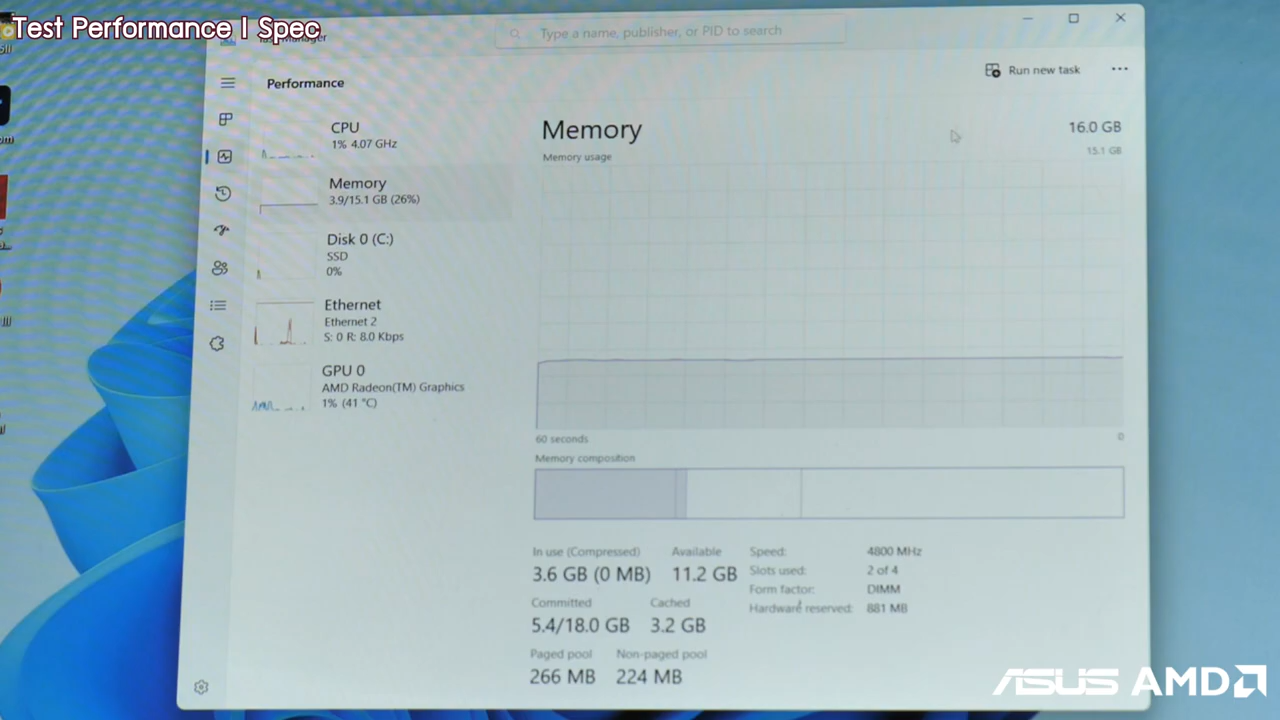 Test Performance | Spec
Type a name, publisher, or PID to search
Performance
Run new task
CPU
1% 4.07 GHz
Memory
3.9/15.1 GB (26%)
Disk 0 (C:)
SSD
0%
Ethernet
Ethernet 2
S: 0 R: 8.0 Kbps
GPU 0
AMD Radeon(TM) Graphics
1% (41 °C)
Memory
16.0 GB
Memory usage
15.1 GB
60 seconds
0
Memory composition
In use (Compressed)
3.6 GB (0 MB)
Available
11.2 GB
Committed
5.4/18.0 GB
Cached
3.2 GB
Paged pool
266 MB
Non-paged pool
224 MB
Speed: 4800 MHz
Slots used: 2 of 4
Form factor: DIMM
Hardware reserved: 881 MB
ASUS AMD